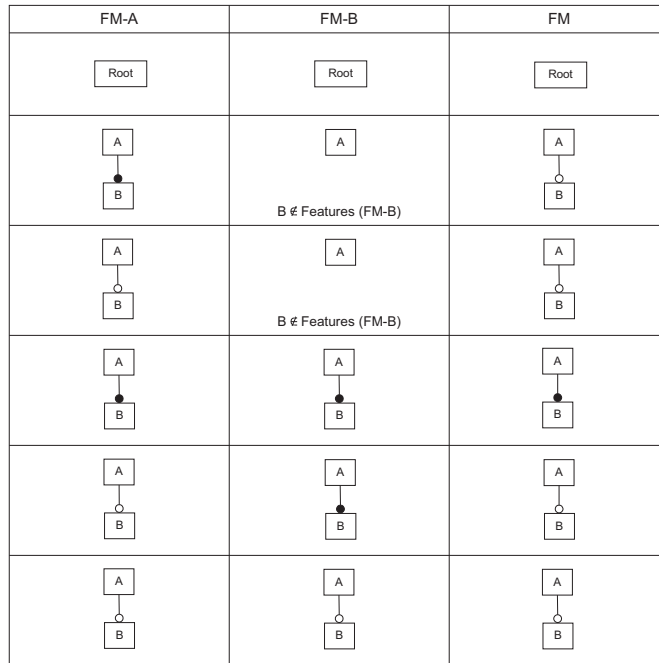 FM-A FM-B FM
Root Root Root
A A A
B B
B ∉ Features (FM-B)
A A A
B B
B ∉ Features (FM-B)
A A A
B B B
A A A
B B B
A A A
B B B